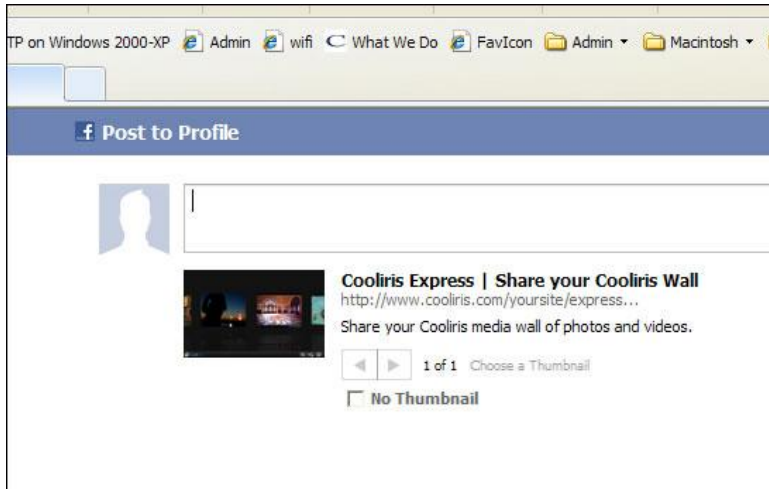 TP on Windows 2000-XP Admin wifi What We Do FavIcon Admin Macintosh
Post to Profile
Cooliris Express | Share your Cooliris Wall
http://www.cooliris.com/yoursite/express...
Share your Cooliris media wall of photos and videos.
1 of 1 Choose a Thumbnail
No Thumbnail